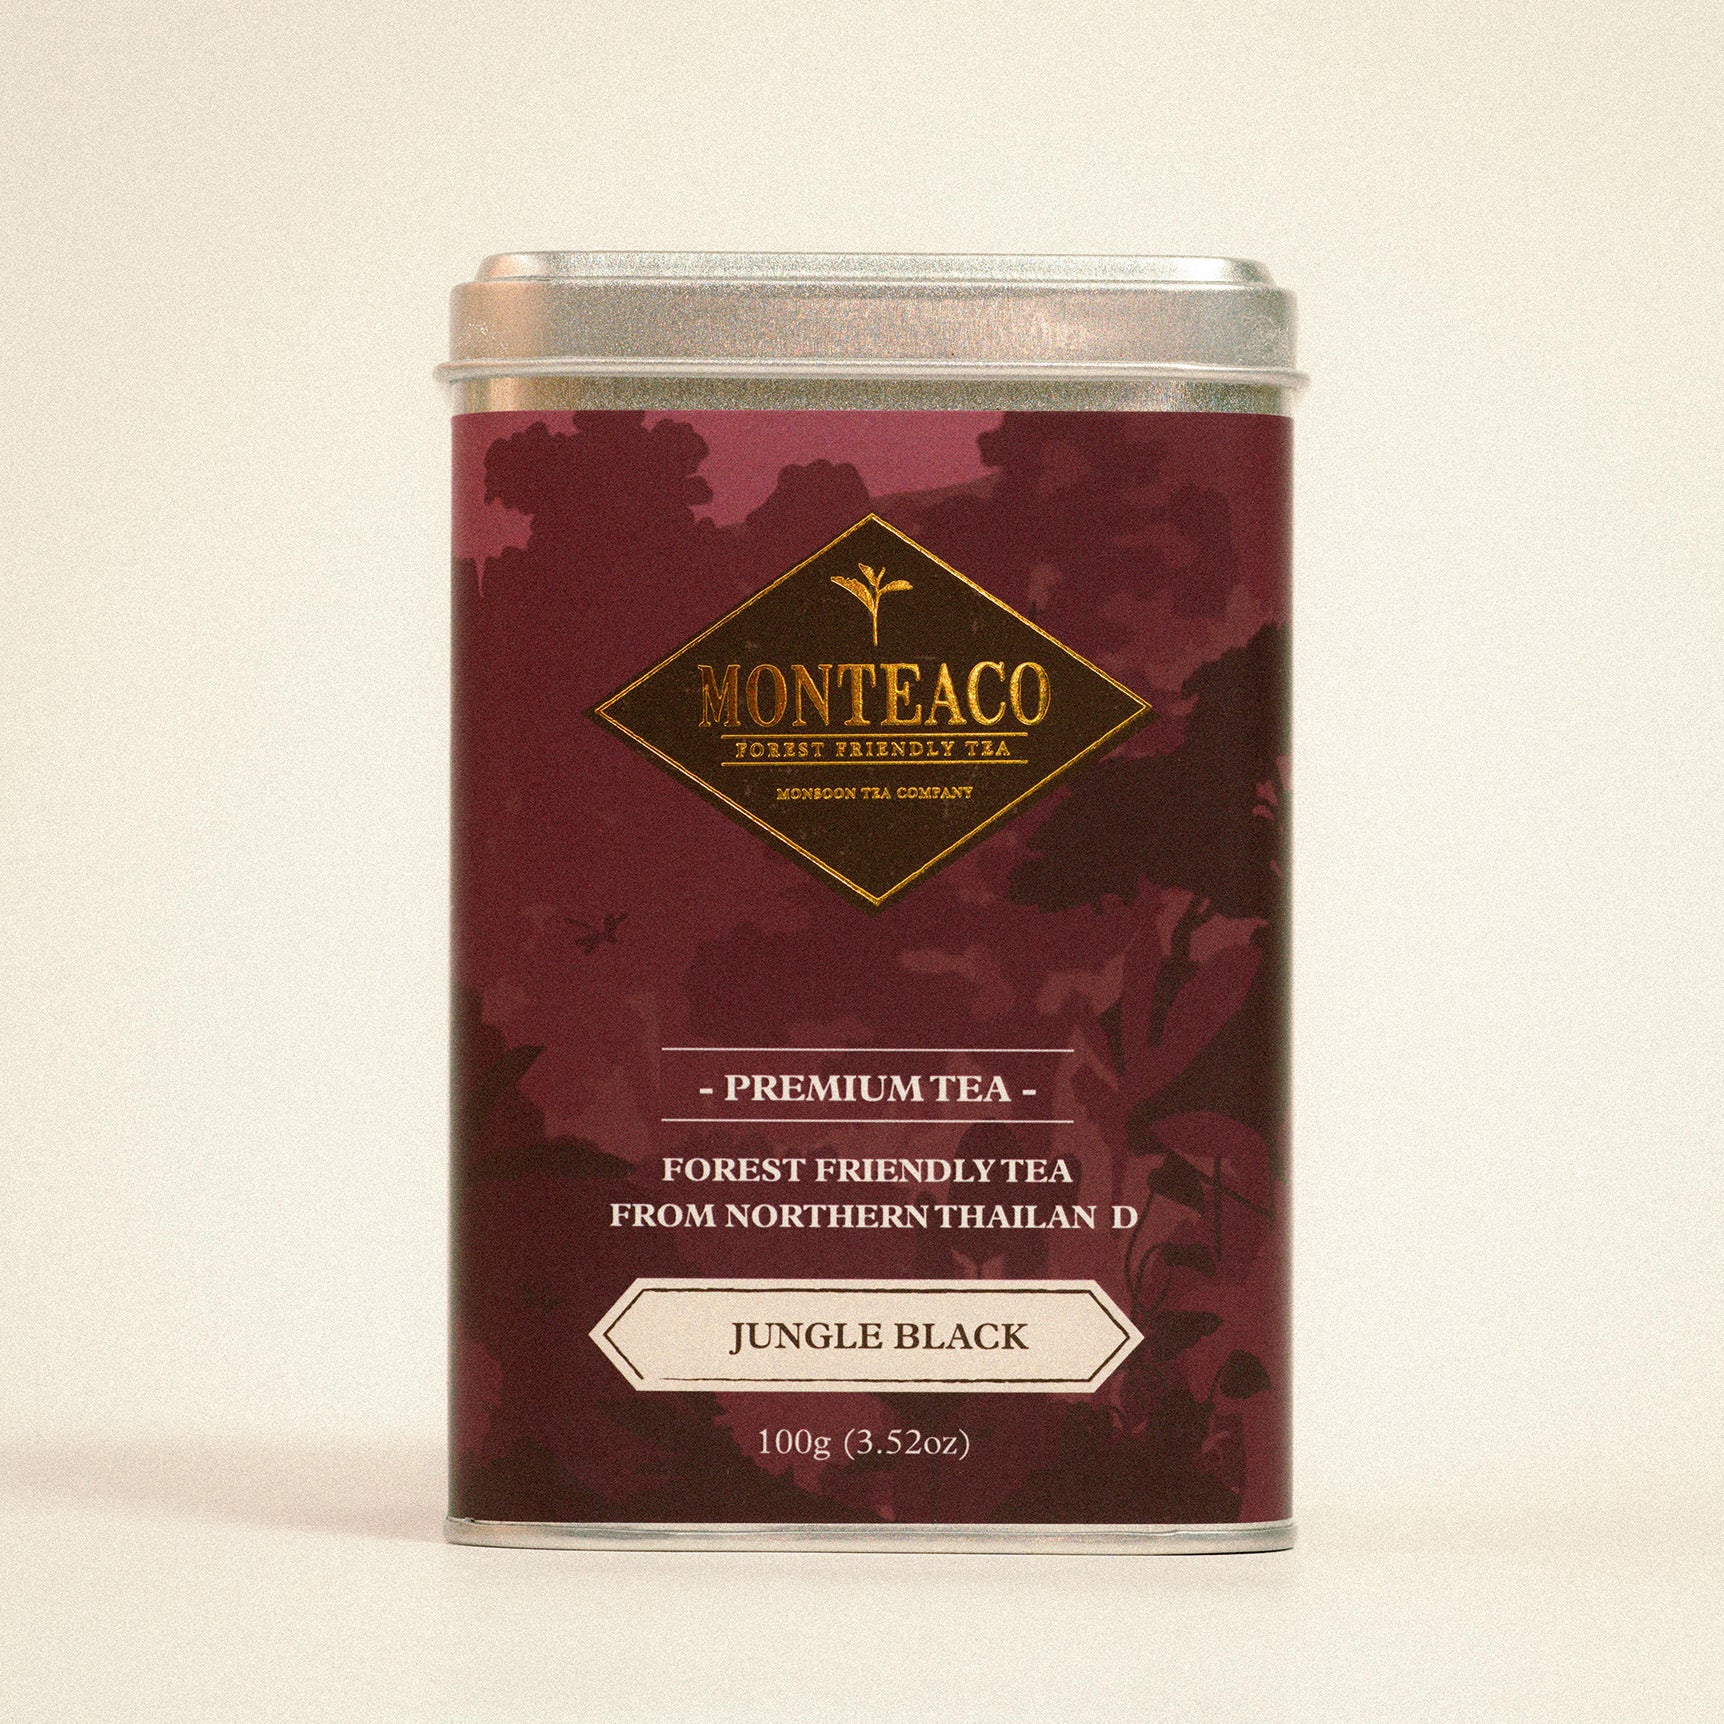 MONTEACO
FOREST FRIENDLY TEA
MONSOON TEA COMPANY
- PREMIUM TEA -
FOREST FRIENDLY TEA
FROM NORTHERN THAILAN D
JUNGLE BLACK
100g (3.52oz)